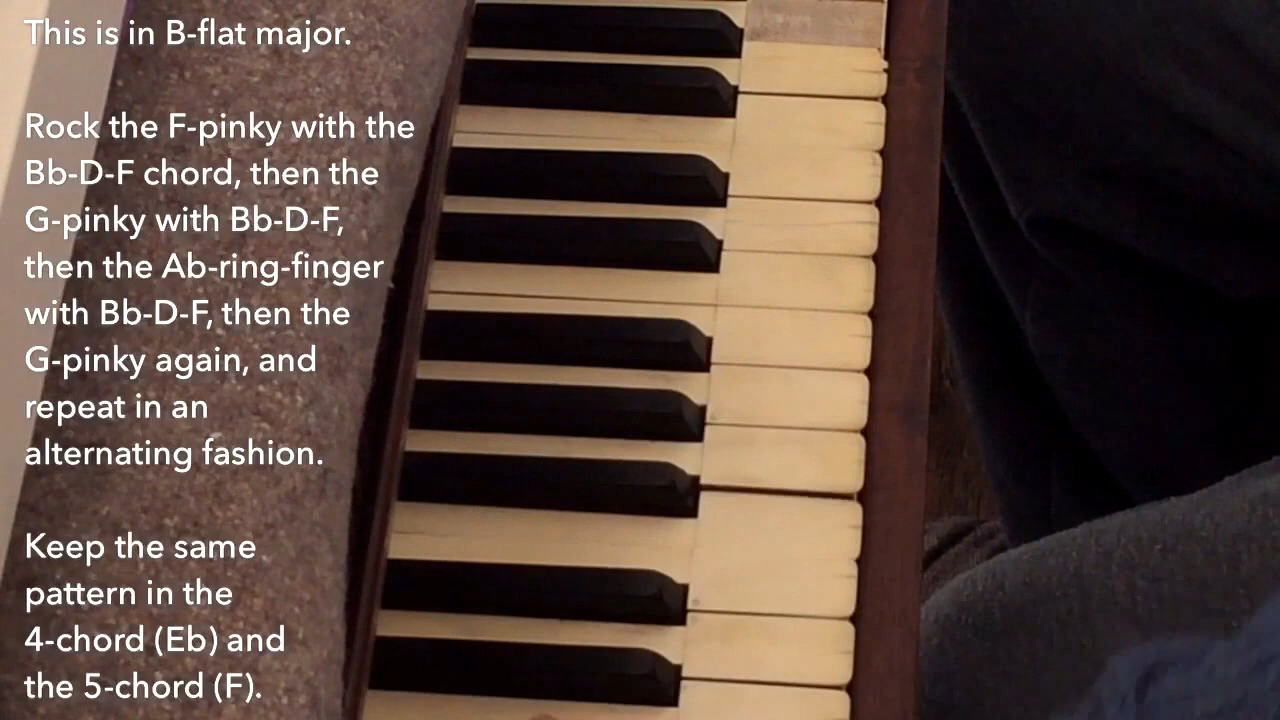 This is in B-flat major.
Rock the F-pinky with the
Bb-D-F chord, then the
G-pinky with Bb-D-F,
then the Ab-ring-finger
with Bb-D-F, then the
G-pinky again, and
repeat in an
alternating fashion.
Keep the same
pattern in the
4-chord (Eb) and
the 5-chord (F).